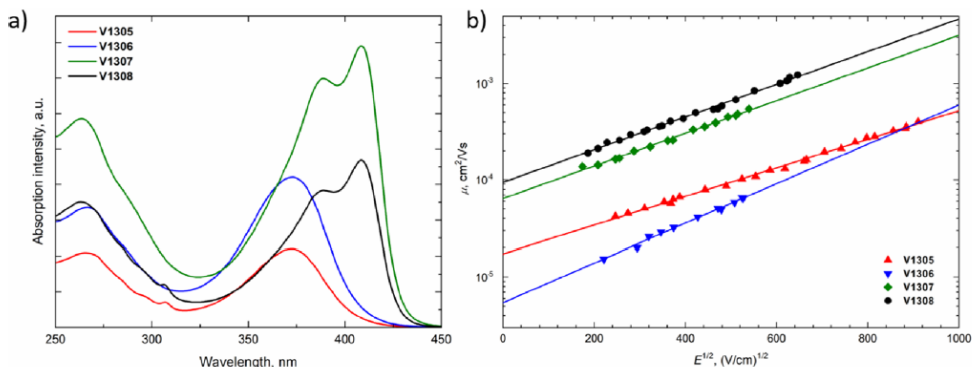 a)
V1305
V1306
V1307
V1308
Absorption intensity, a.u.
250 300 350 400 450
Wavelength, nm
b)
10⁻³
10⁻⁴
10⁻⁵
μ, cm²/Vs
V1305
V1306
V1307
V1308
0 200 400 600 800 1000
E^{1/2}, (V/cm)^{1/2}